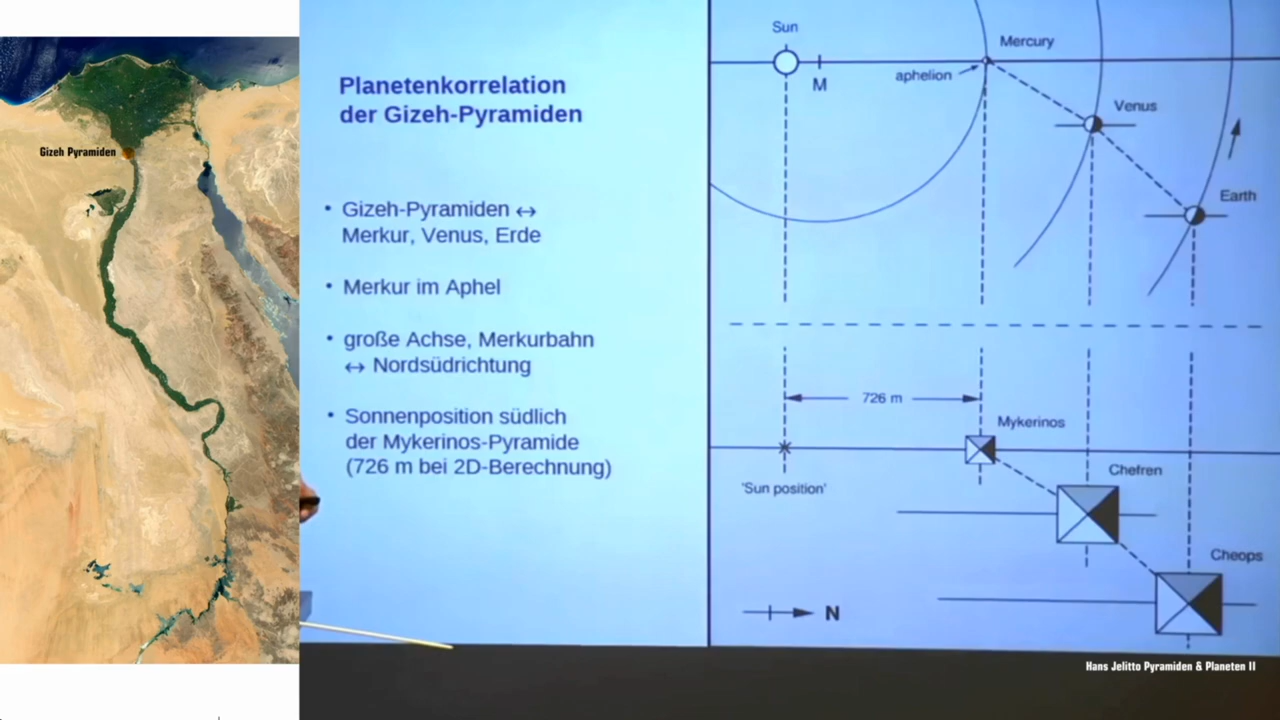 Gizeh Pyramiden
Planetenkorrelation
der Gizeh-Pyramiden
• Gizeh-Pyramiden ↔
Merkur, Venus, Erde
• Merkur im Aphel
• große Achse, Merkurbahn
↔ Nordsüdrichtung
• Sonnenposition südlich
der Mykerinos-Pyramide
(726 m bei 2D-Berechnung)
Sun
M
aphelion
Mercury
Venus
Earth
726 m
Mykerinos
'Sun position'
Chefren
Cheops
N
Hans Jelitto Pyramiden & Planeten II